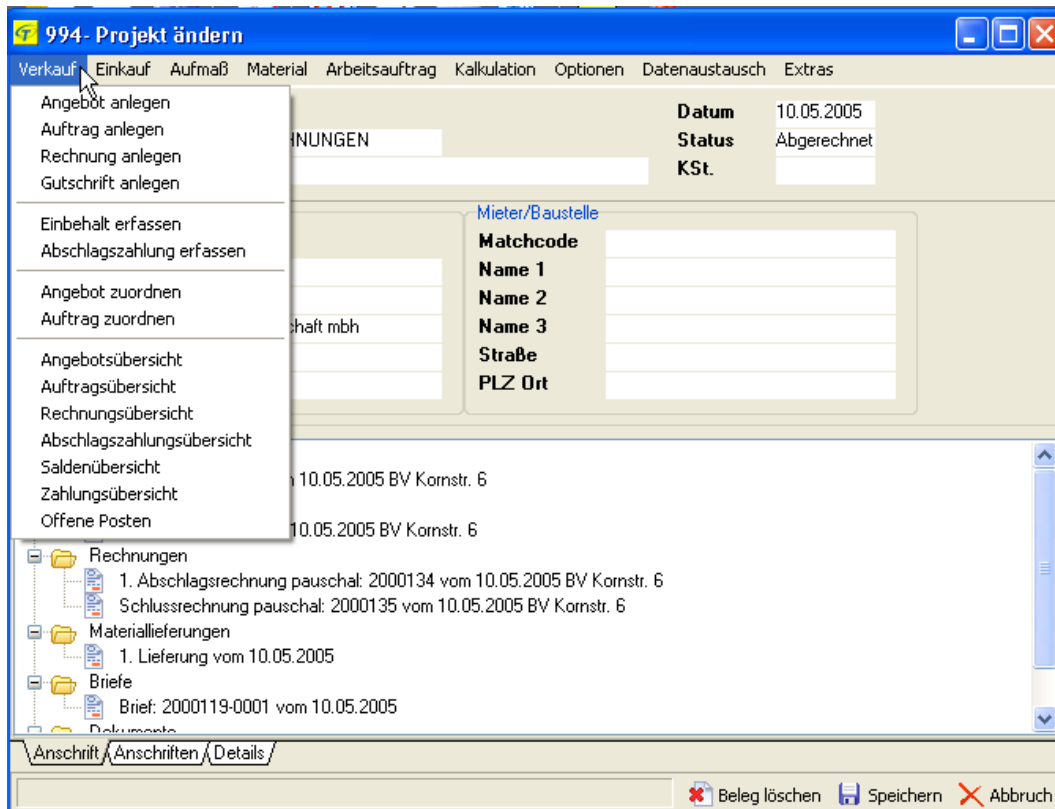 994- Projekt ändern
Verkauf Einkauf Aufmaß Material Arbeitsauftrag Kalkulation Optionen Datenaustausch Extras
Angebot anlegen
Auftrag anlegen
Rechnung anlegen
Gutschrift anlegen
Einbehalt erfassen
Abschlagszahlung erfassen
Angebot zuordnen
Auftrag zuordnen
Angebotsübersicht
Auftragsübersicht
Rechnungsübersicht
Abschlagszahlungsübersicht
Saldenübersicht
Zahlungsübersicht
Offene Posten
HNUNGEN
Datum 10.05.2005
Status Abgerechnet
KSt.
chaft mbh
Mieter/Baustelle
Matchcode
Name 1
Name 2
Name 3
Straße
PLZ Ort
10.05.2005 BV Kornstr. 6
10.05.2005 BV Kornstr. 6
Rechnungen
1. Abschlagsrechnung pauschal: 2000134 vom 10.05.2005 BV Kornstr. 6
Schlussrechnung pauschal: 2000135 vom 10.05.2005 BV Kornstr. 6
Materiallieferungen
1. Lieferung vom 10.05.2005
Briefe
Brief: 2000119-0001 vom 10.05.2005
Dokumente
Anschrift Anschriften Details
Beleg löschen Speichern Abbruch